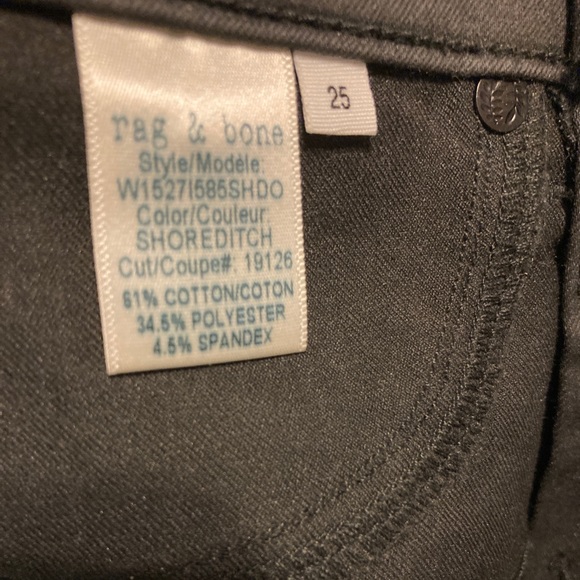 rag & bone
Style/Modèle:
W1527I585SHDO
Color/Couleur:
SHOREDITCH
Cut/Coupe#: 19126
61% COTTON/COTON
34.5% POLYESTER
4.5% SPANDEX
25